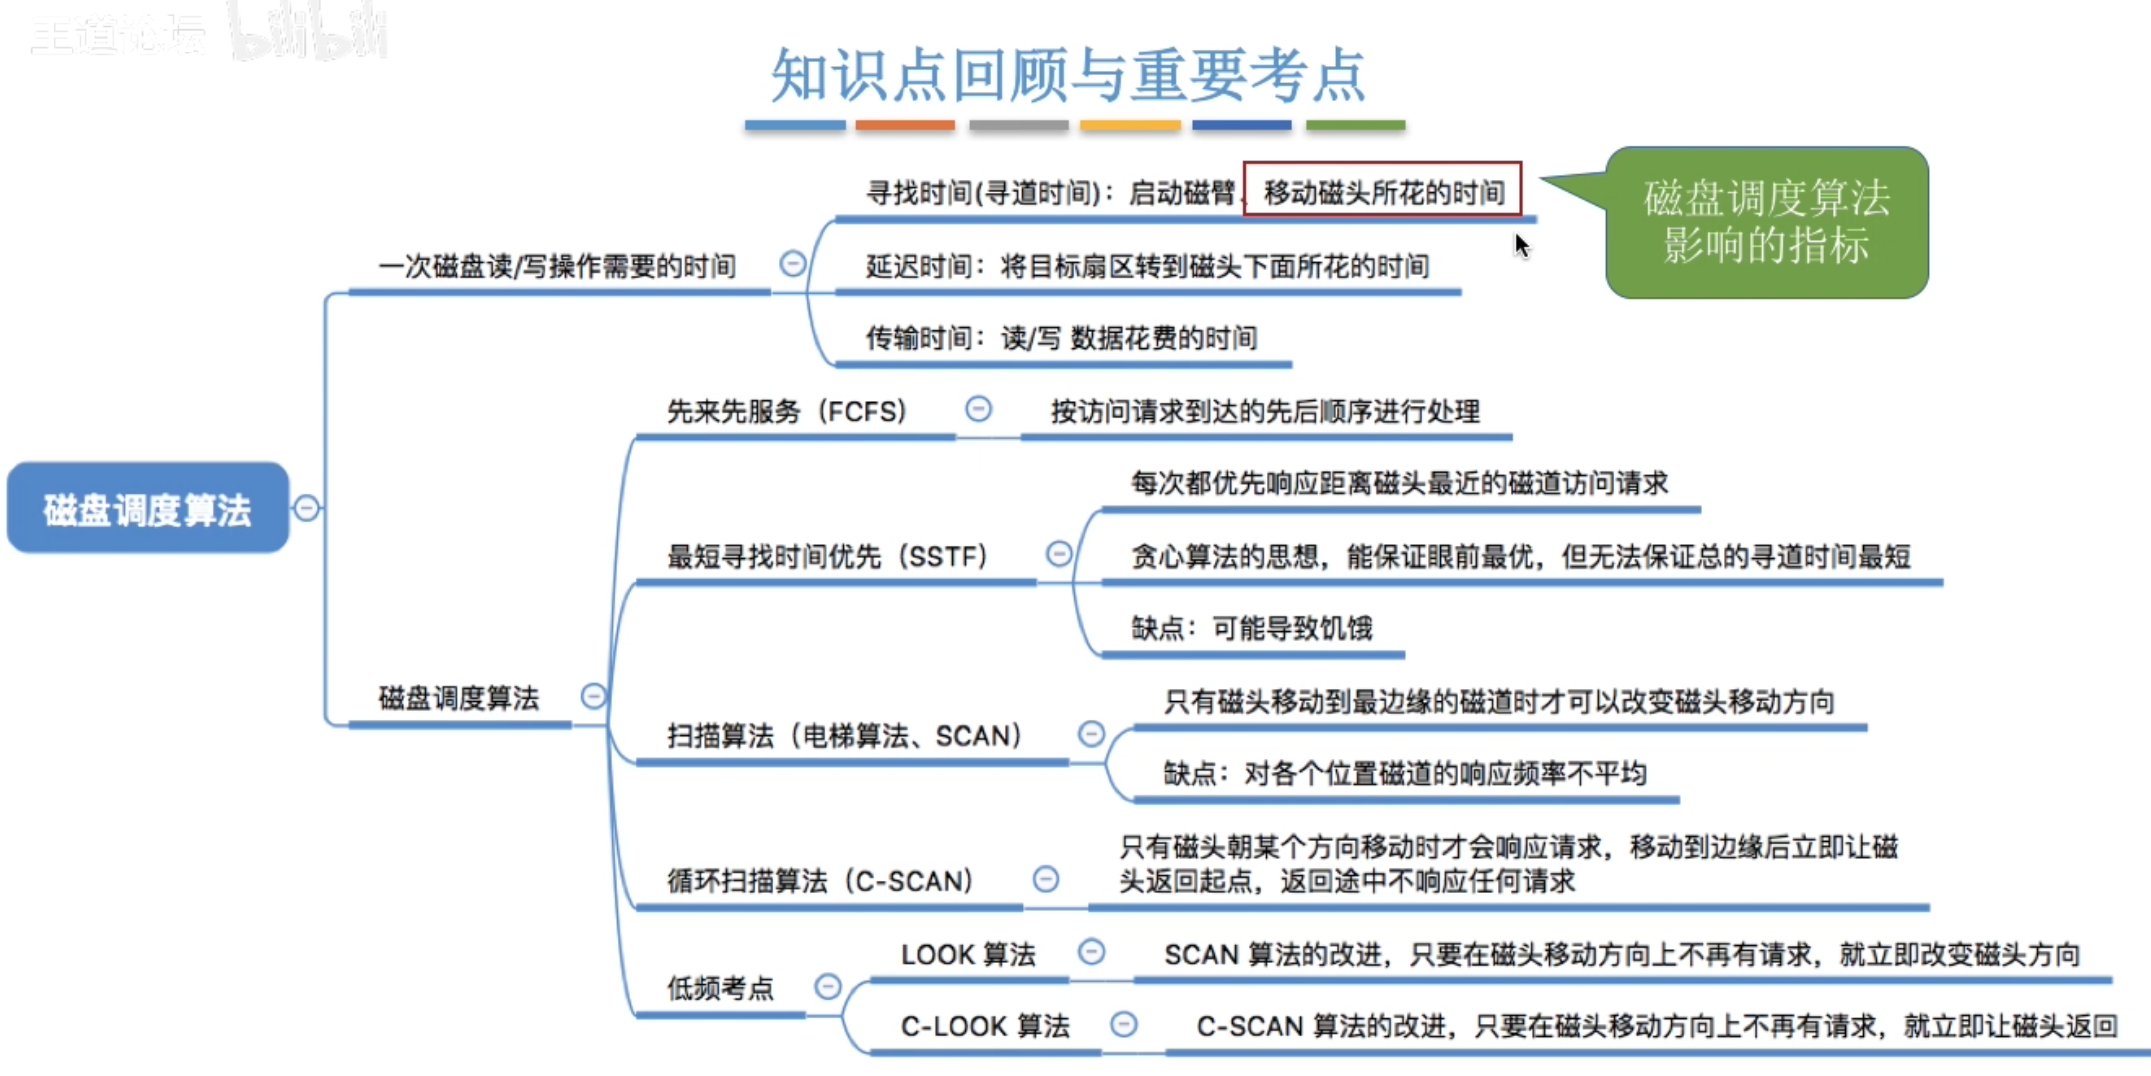 王道论坛 bilibili
知识点回顾与重要考点
寻找时间(寻道时间)：启动磁臂、移动磁头所花的时间
磁盘调度算法
影响的指标
一次磁盘读/写操作需要的时间
延迟时间：将目标扇区转到磁头下面所花的时间
传输时间：读/写 数据花费的时间
先来先服务（FCFS）
按访问请求到达的先后顺序进行处理
每次都优先响应距离磁头最近的磁道访问请求
磁盘调度算法
最短寻找时间优先（SSTF）
贪心算法的思想，能保证眼前最优，但无法保证总的寻道时间最短
缺点：可能导致饥饿
磁盘调度算法
只有磁头移动到最边缘的磁道时才可以改变磁头移动方向
扫描算法（电梯算法、SCAN）
缺点：对各个位置磁道的响应频率不平均
循环扫描算法（C-SCAN）
只有磁头朝某个方向移动时才会响应请求，移动到边缘后立即让磁
头返回起点，返回途中不响应任何请求
低频考点
LOOK 算法
SCAN 算法的改进，只要在磁头移动方向上不再有请求，就立即改变磁头方向
C-LOOK 算法
C-SCAN 算法的改进，只要在磁头移动方向上不再有请求，就立即让磁头返回